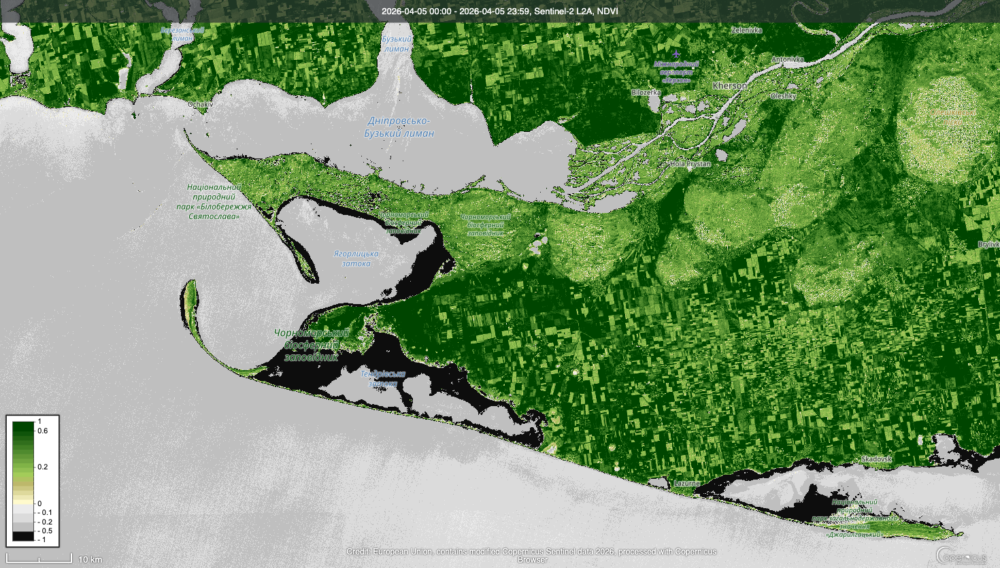 2026-04-05 00:00 - 2026-04-05 23:59, Sentinel-2 L2A, NDVI
Березанський
лиман
Бузький
лиман
Zelenivka
Міжнародний
аеропорт
«Херсон»
Antonivka
Kherson
Bilozerka
Oleshky
Ochakiv
Дніпровсько-
Бузький лиман
Hola Prystan
Національний
природний
парк «Білобережжя
Святослава»
Чорноморський
біосферний
заповідник
Чорноморський
біосферний
заповідник
Ягорлицька
затока
Brylivk
Чорноморський
біосферний
заповідник
Тендрівська
затока
Skadovsk
Lazurne
Національний
природний
парк загальнодержавного
значення
«Джарилгацький»
1
0.6
0.2
0
- 0.1
- 0.2
- 0.5
- 1
10 km
Credit: European Union, contains modified Copernicus Sentinel data 2026, processed with Copernicus
Browser
opernicus